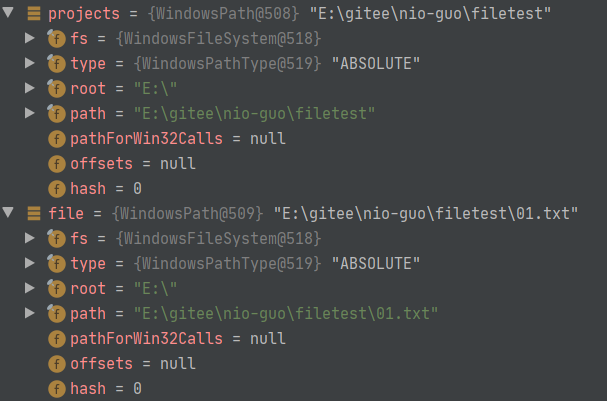 projects = {WindowsPath@508} "E:\gitee\nio-guo\filetest"
f fs = {WindowsFileSystem@518}
f type = {WindowsPathType@519} "ABSOLUTE"
f root = "E:\"
f path = "E:\gitee\nio-guo\filetest"
f pathForWin32Calls = null
f offsets = null
f hash = 0
file = {WindowsPath@509} "E:\gitee\nio-guo\filetest\01.txt"
f fs = {WindowsFileSystem@518}
f type = {WindowsPathType@519} "ABSOLUTE"
f root = "E:\"
f path = "E:\gitee\nio-guo\filetest\01.txt"
f pathForWin32Calls = null
f offsets = null
f hash = 0